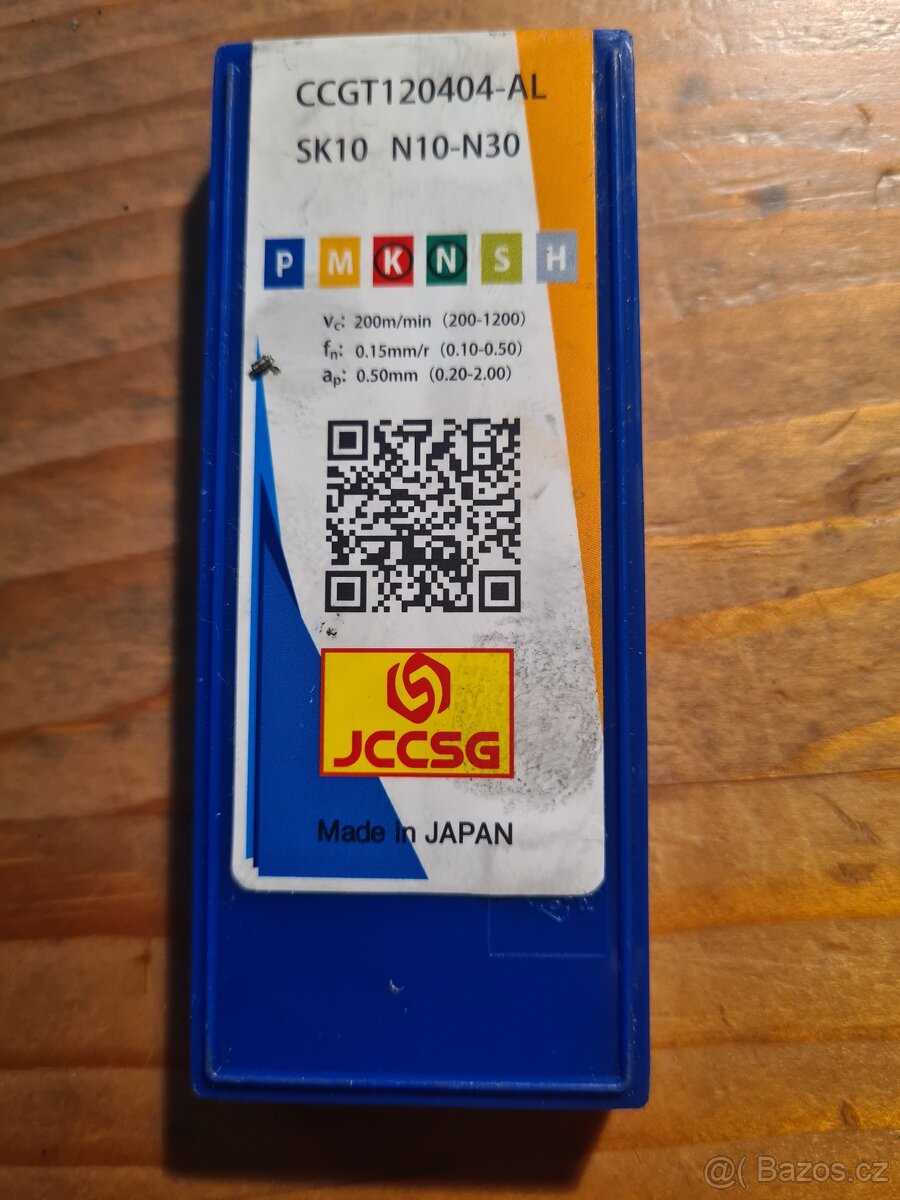 CCGT120404-AL
SK10 N10-N30
P M K N S H
vc: 200m/min (200-1200)
fn: 0.15mm/r (0.10-0.50)
ap: 0.50mm (0.20-2.00)
JCCSG
Made In JAPAN
@( Bazos.cz